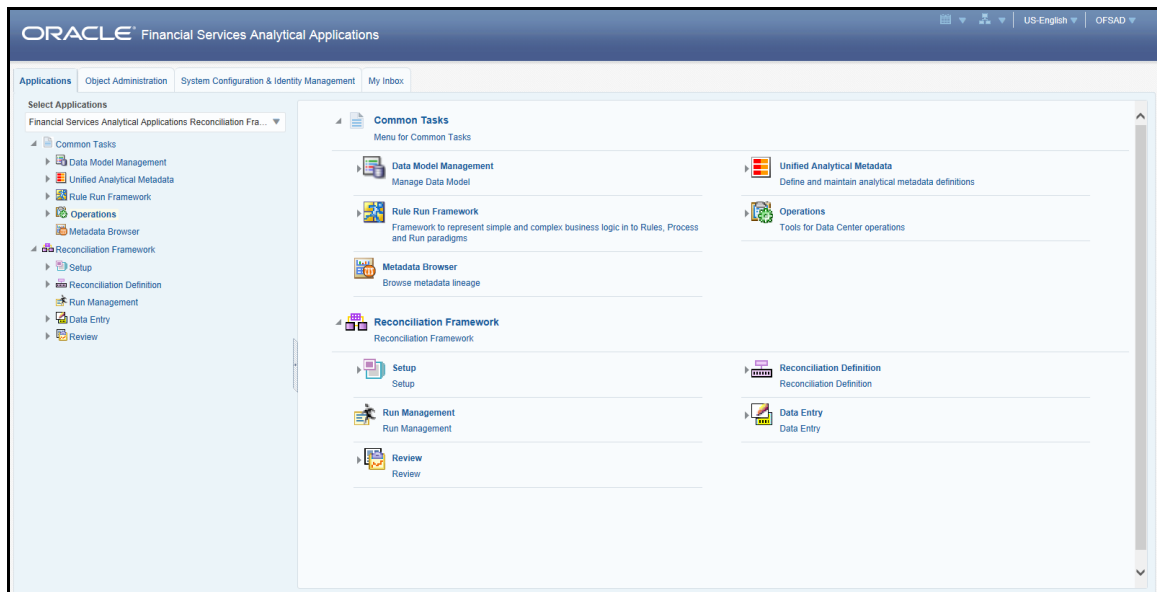 ORACLE® Financial Services Analytical Applications
US-English
OFSAD
Applications
Object Administration
System Configuration & Identity Management
My Inbox
Select Applications
Financial Services Analytical Applications Reconciliation Fra...
Common Tasks
Data Model Management
Unified Analytical Metadata
Rule Run Framework
Operations
Metadata Browser
Reconciliation Framework
Setup
Reconciliation Definition
Run Management
Data Entry
Review
Common Tasks
Menu for Common Tasks
Data Model Management
Manage Data Model
Unified Analytical Metadata
Define and maintain analytical metadata definitions
Rule Run Framework
Framework to represent simple and complex business logic in to Rules, Process
and Run paradigms
Operations
Tools for Data Center operations
Metadata Browser
Browse metadata lineage
Reconciliation Framework
Reconciliation Framework
Setup
Setup
Reconciliation Definition
Reconciliation Definition
Run Management
Run Management
Data Entry
Data Entry
Review
Review